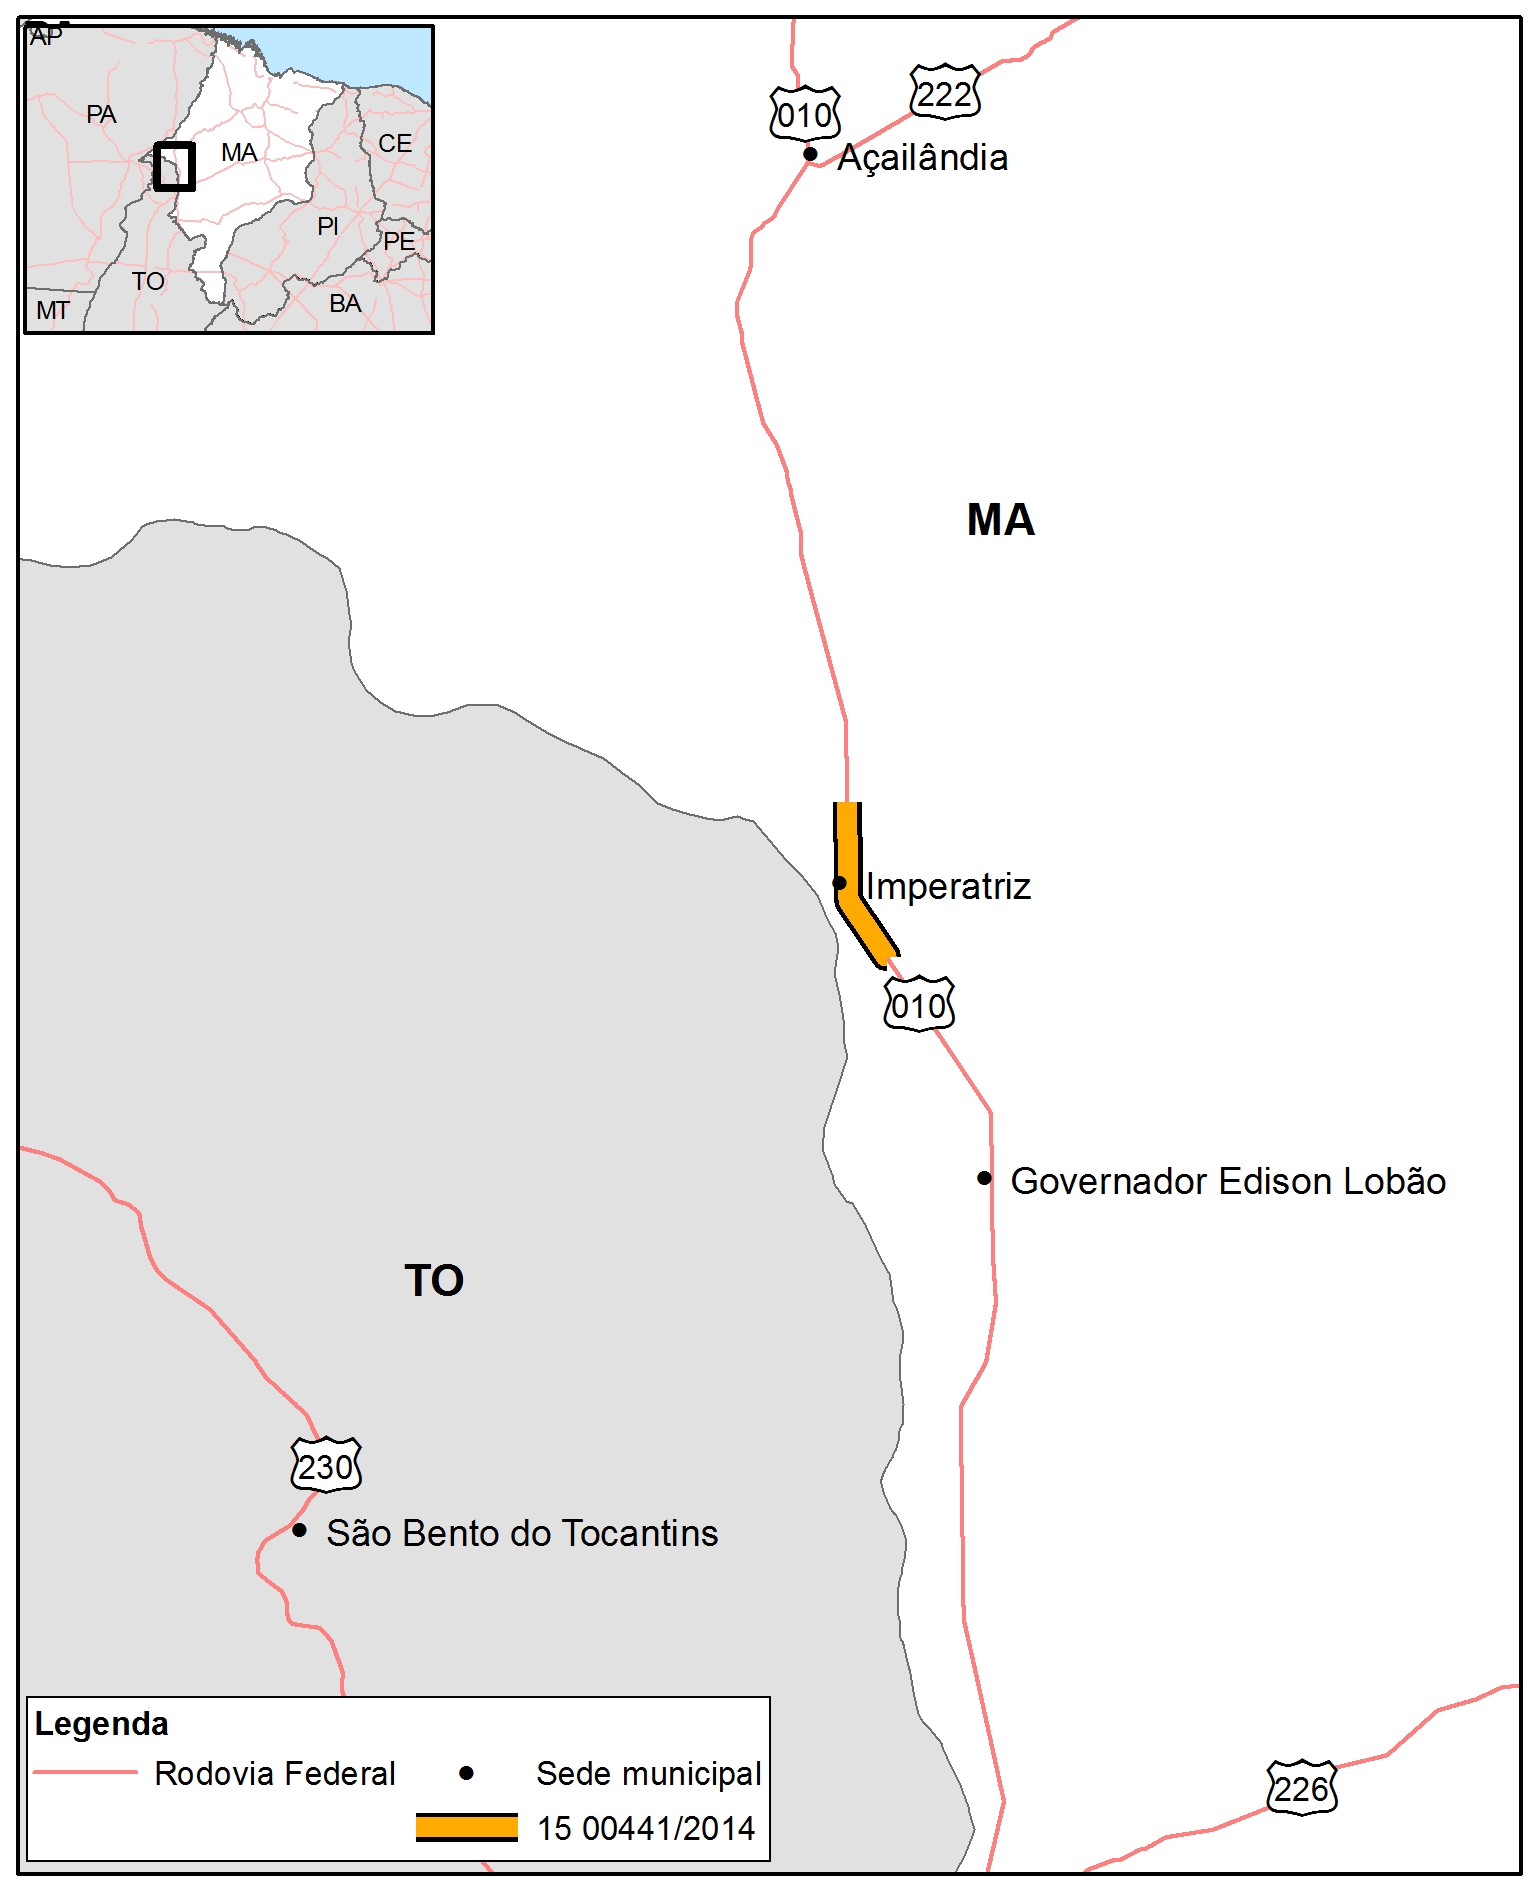 AP
PA
MA
CE
PI
PE
TO
MT
BA
010
222
Açailândia
MA
Imperatriz
010
Governador Edison Lobão
TO
230
São Bento do Tocantins
226
Legenda
Rodovia Federal
Sede municipal
15 00441/2014